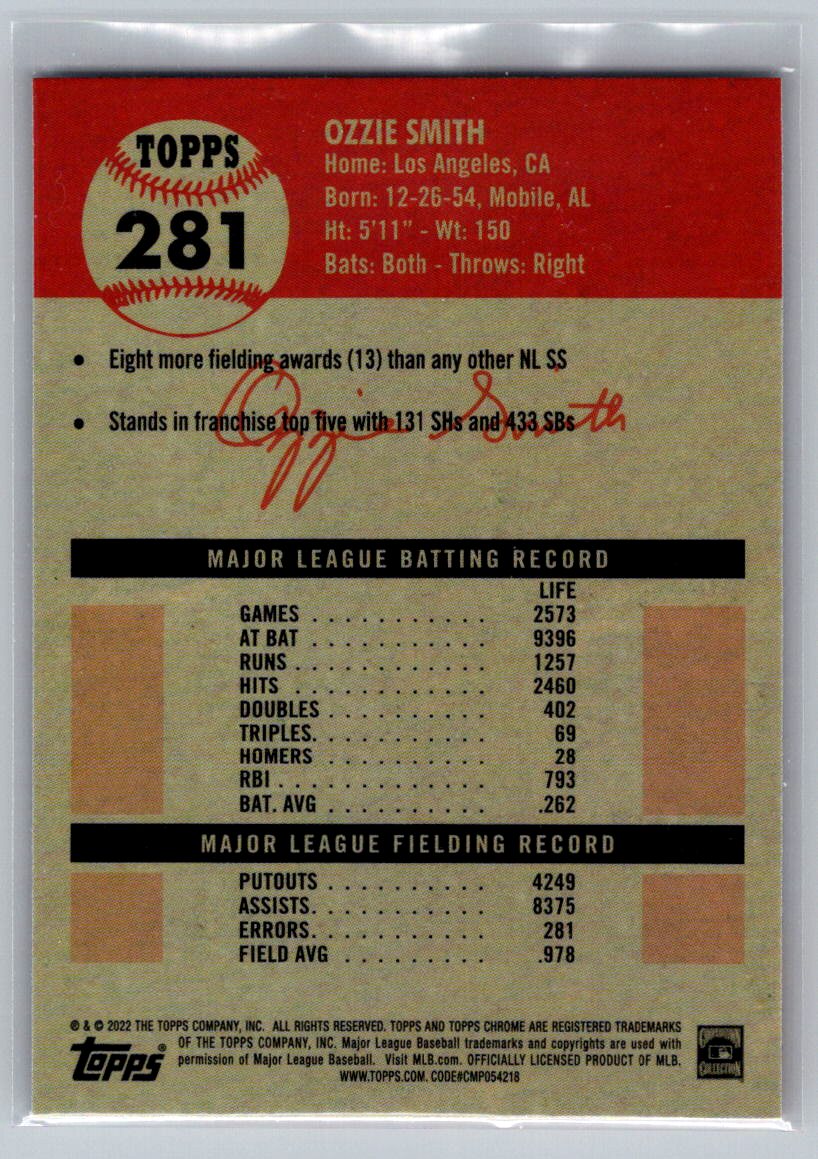 TOPPS
281
OZZIE SMITH
Home: Los Angeles, CA
Born: 12-26-54, Mobile, AL
Ht: 5'11" - Wt: 150
Bats: Both - Throws: Right
• Eight more fielding awards (13) than any other NL SS
• Stands in franchise top five with 131 SHs and 433 SBs
Ozzie Smith
MAJOR LEAGUE BATTING RECORD
LIFE
GAMES . . . . . . . . . . . 2573
AT BAT . . . . . . . . . . . 9396
RUNS . . . . . . . . . . . . 1257
HITS . . . . . . . . . . . . 2460
DOUBLES . . . . . . . . . . 402
TRIPLES. . . . . . . . . . . 69
HOMERS . . . . . . . . . . . 28
RBI . . . . . . . . . . . . . 793
BAT. AVG . . . . . . . . . . .262
MAJOR LEAGUE FIELDING RECORD
PUTOUTS . . . . . . . . . . 4249
ASSISTS. . . . . . . . . . . 8375
ERRORS. . . . . . . . . . . 281
FIELD AVG . . . . . . . . . .978
® & © 2022 THE TOPPS COMPANY, INC. ALL RIGHTS RESERVED. TOPPS AND TOPPS CHROME ARE REGISTERED TRADEMARKS
OF THE TOPPS COMPANY, INC. Major League Baseball trademarks and copyrights are used with
permission of Major League Baseball. Visit MLB.com. OFFICIALLY LICENSED PRODUCT OF MLB.
WWW.TOPPS.COM. CODE#CMP054218
Topps®
COOPERSTOWN
COLLECTION